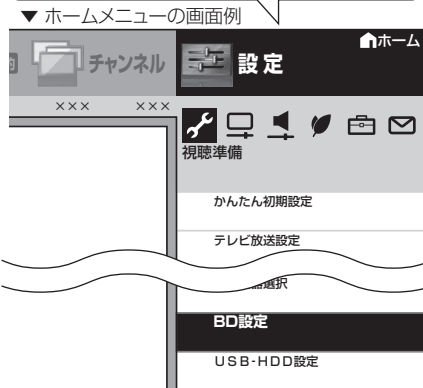 ▼ ホームメニューの画面例
ホーム
チャンネル
設定
××× ×××
視聴準備
かんたん初期設定
テレビ放送設定
選択
BD設定
USB-HDD設定